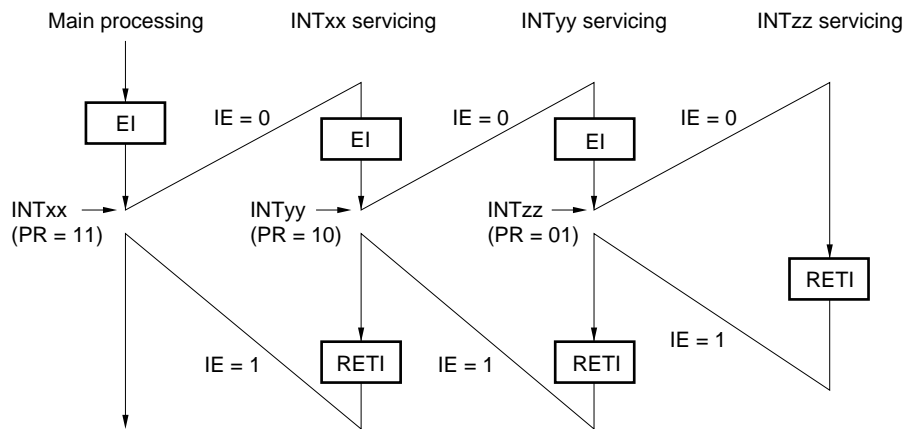 Main processing
INTxx servicing
INTyy servicing
INTzz servicing
EI
IE = 0
EI
IE = 0
EI
IE = 0
INTxx
(PR = 11)
INTyy
(PR = 10)
INTzz
(PR = 01)
RETI
IE = 1
RETI
IE = 1
RETI
IE = 1